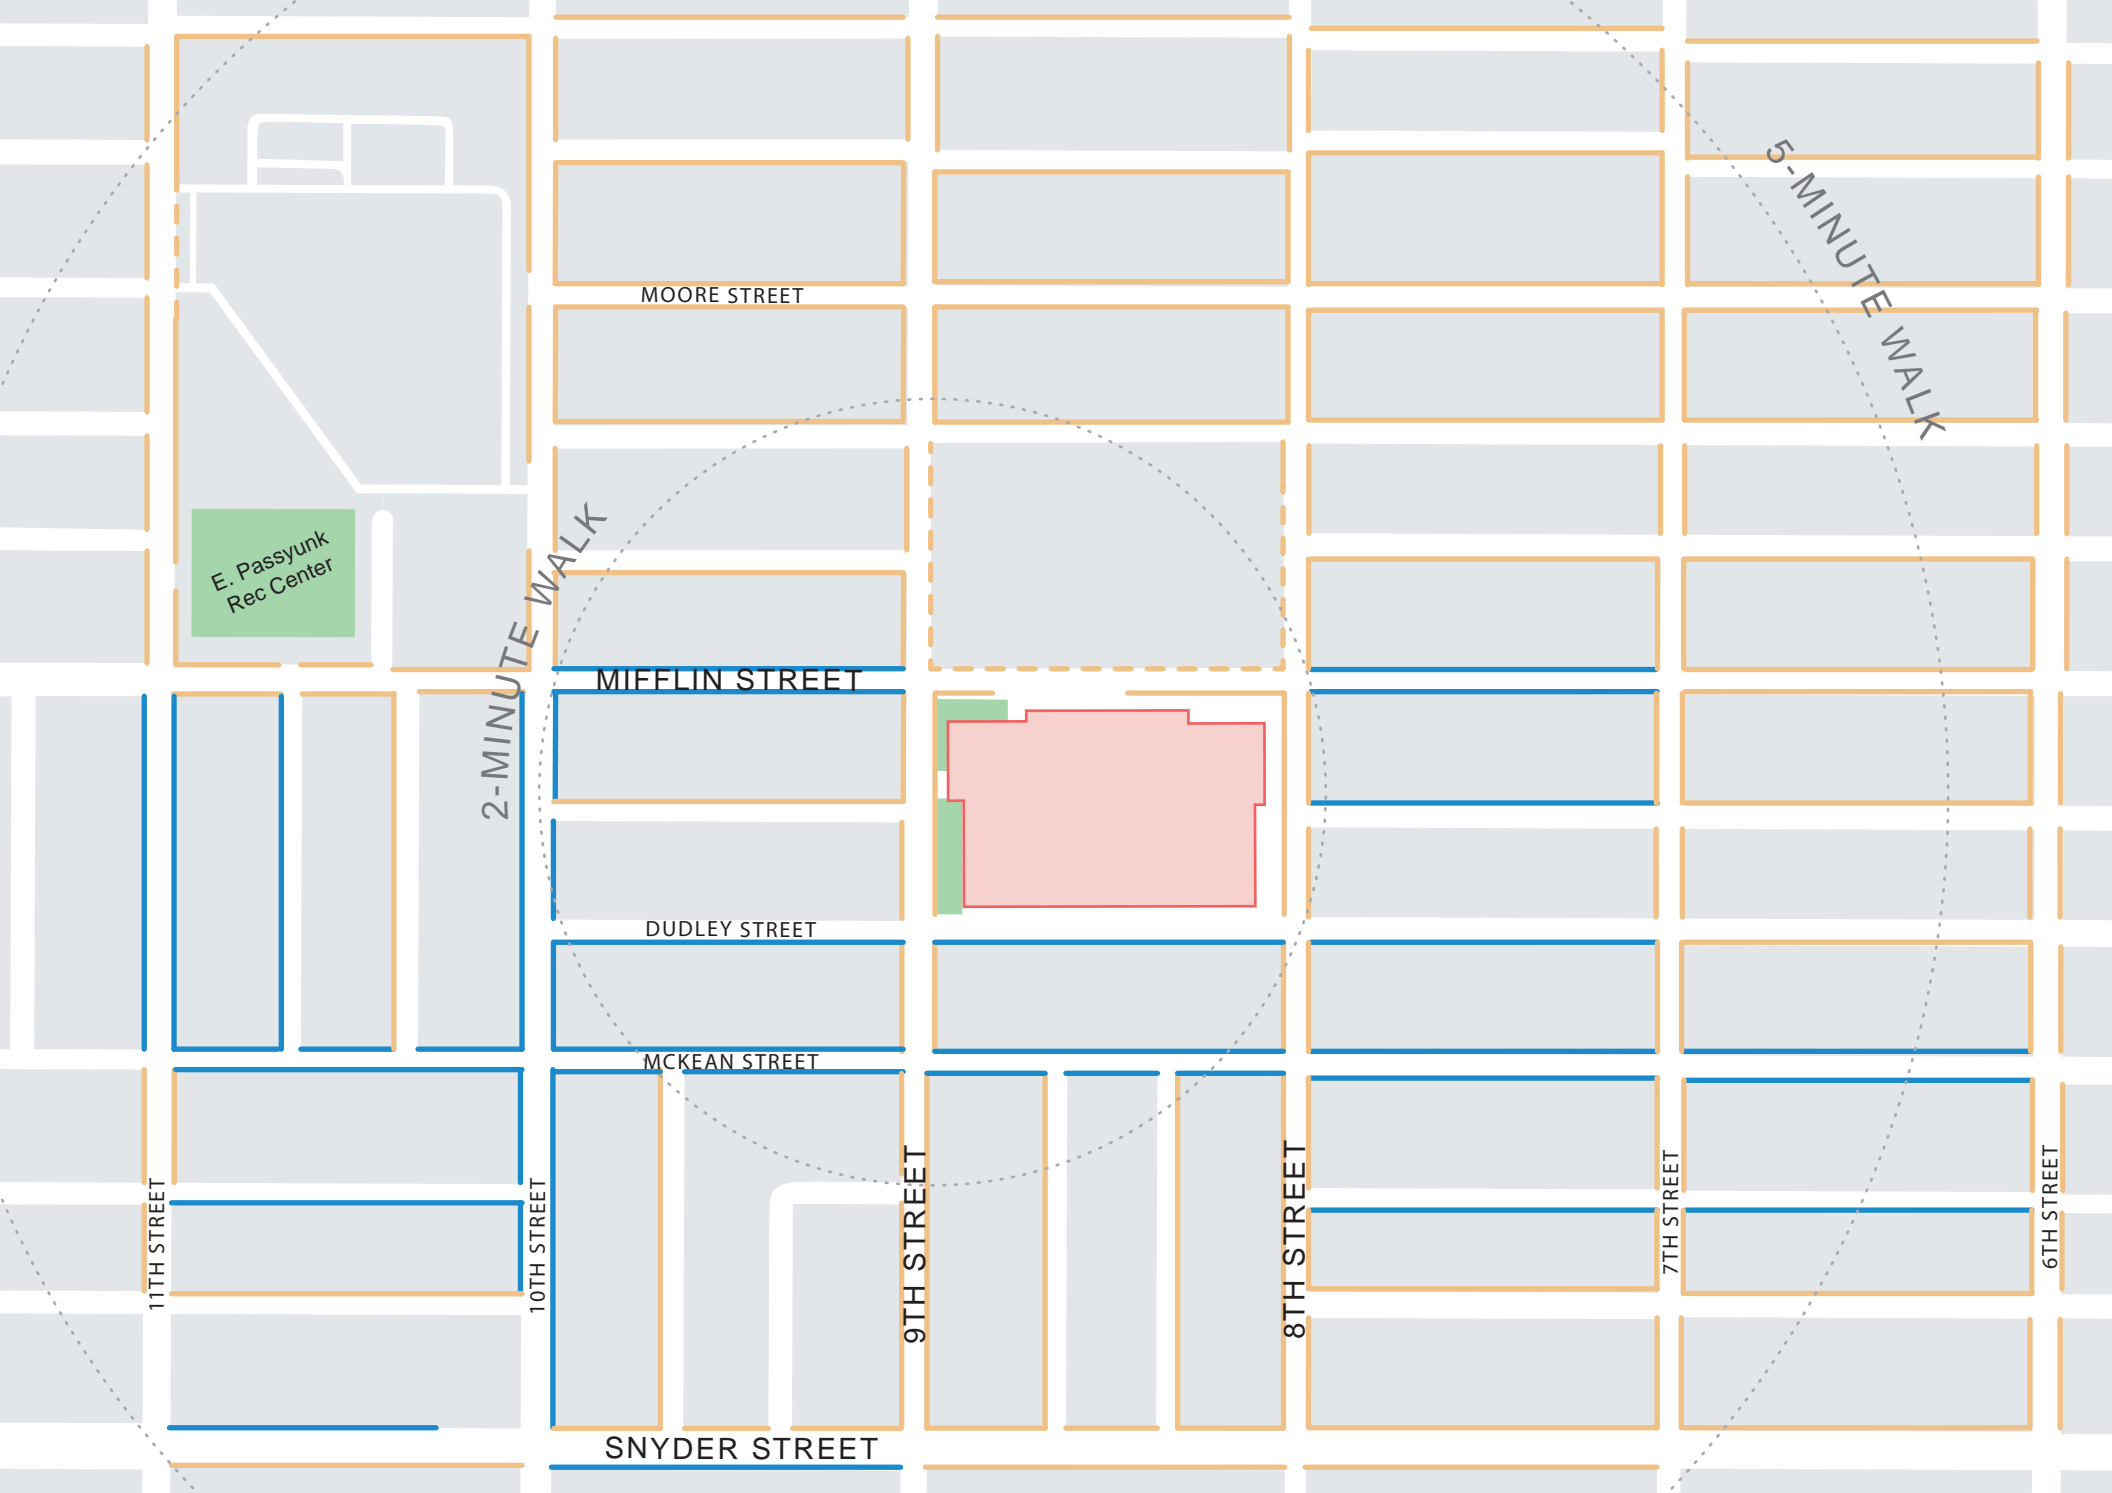 5-MINUTE WALK
MOORE STREET
E. Passyunk
Rec Center
2-MINUTE WALK
MIFFLIN STREET
DUDLEY STREET
MCKEAN STREET
11TH STREET
10TH STREET
9TH STREET
8TH STREET
7TH STREET
6TH STREET
SNYDER STREET